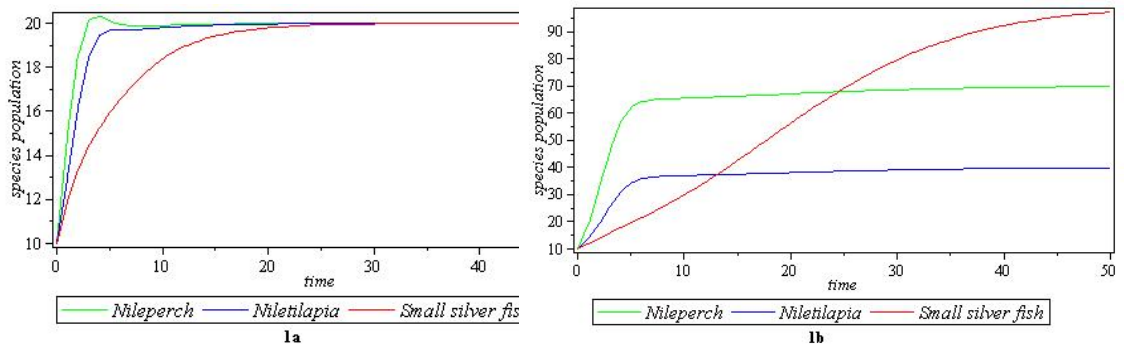 20
18
16
14
12
10
species population
0 10 20 30 40
time
Nileperch Niletilapia Small silver fis
1a
90
80
70
60
50
40
30
20
10
species population
0 10 20 30 40 50
time
Nileperch Niletilapia Small silver fish
1b